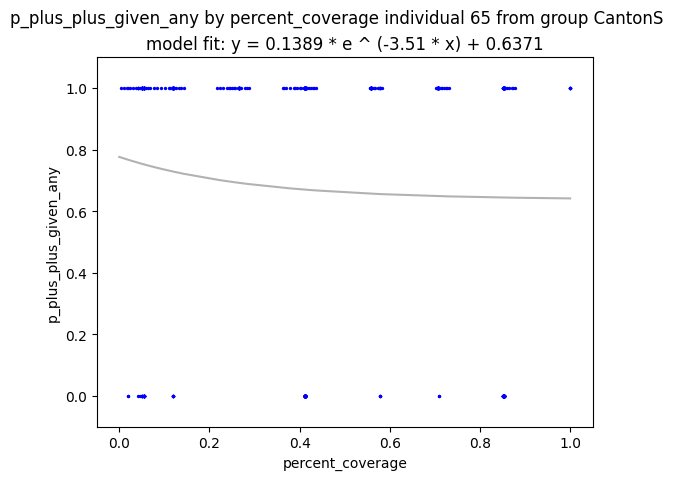 p_plus_plus_given_any by percent_coverage individual 65 from group CantonS
model fit: y = 0.1389 * e ^ (-3.51 * x) + 0.6371
1.0
0.8
0.6
0.4
0.2
0.0
p_plus_plus_given_any
0.0 0.2 0.4 0.6 0.8 1.0
percent_coverage